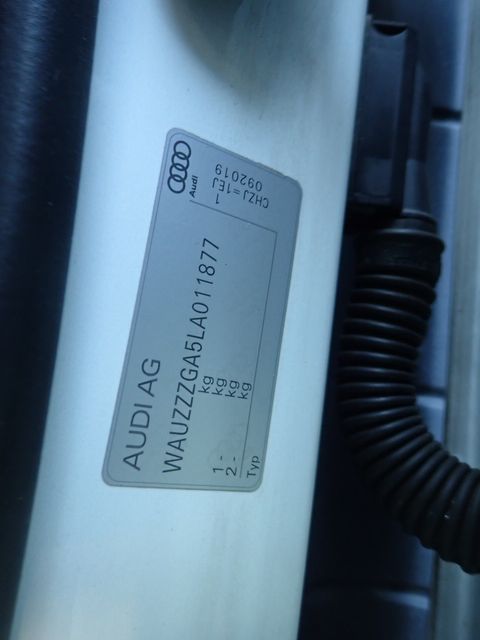 AUDI AG
WAUZZZGA5LA011877
kg
kg
1 - kg
2 - kg
Typ
Audi
1
CHZJ=1EJ
092019